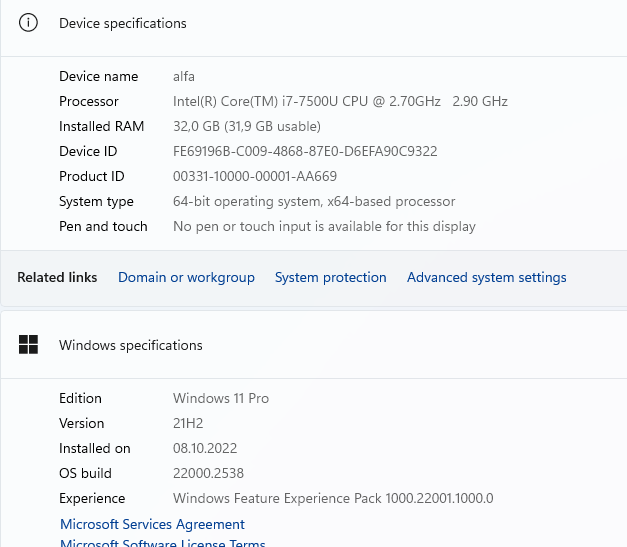 Device specifications
Device name alfa
Processor Intel(R) Core(TM) i7-7500U CPU @ 2.70GHz 2.90 GHz
Installed RAM 32,0 GB (31,9 GB usable)
Device ID FE69196B-C009-4868-87E0-D6EFA90C9322
Product ID 00331-10000-00001-AA669
System type 64-bit operating system, x64-based processor
Pen and touch No pen or touch input is available for this display
Related links Domain or workgroup System protection Advanced system settings
Windows specifications
Edition Windows 11 Pro
Version 21H2
Installed on 08.10.2022
OS build 22000.2538
Experience Windows Feature Experience Pack 1000.22001.1000.0
Microsoft Services Agreement
Microsoft Software License Terms